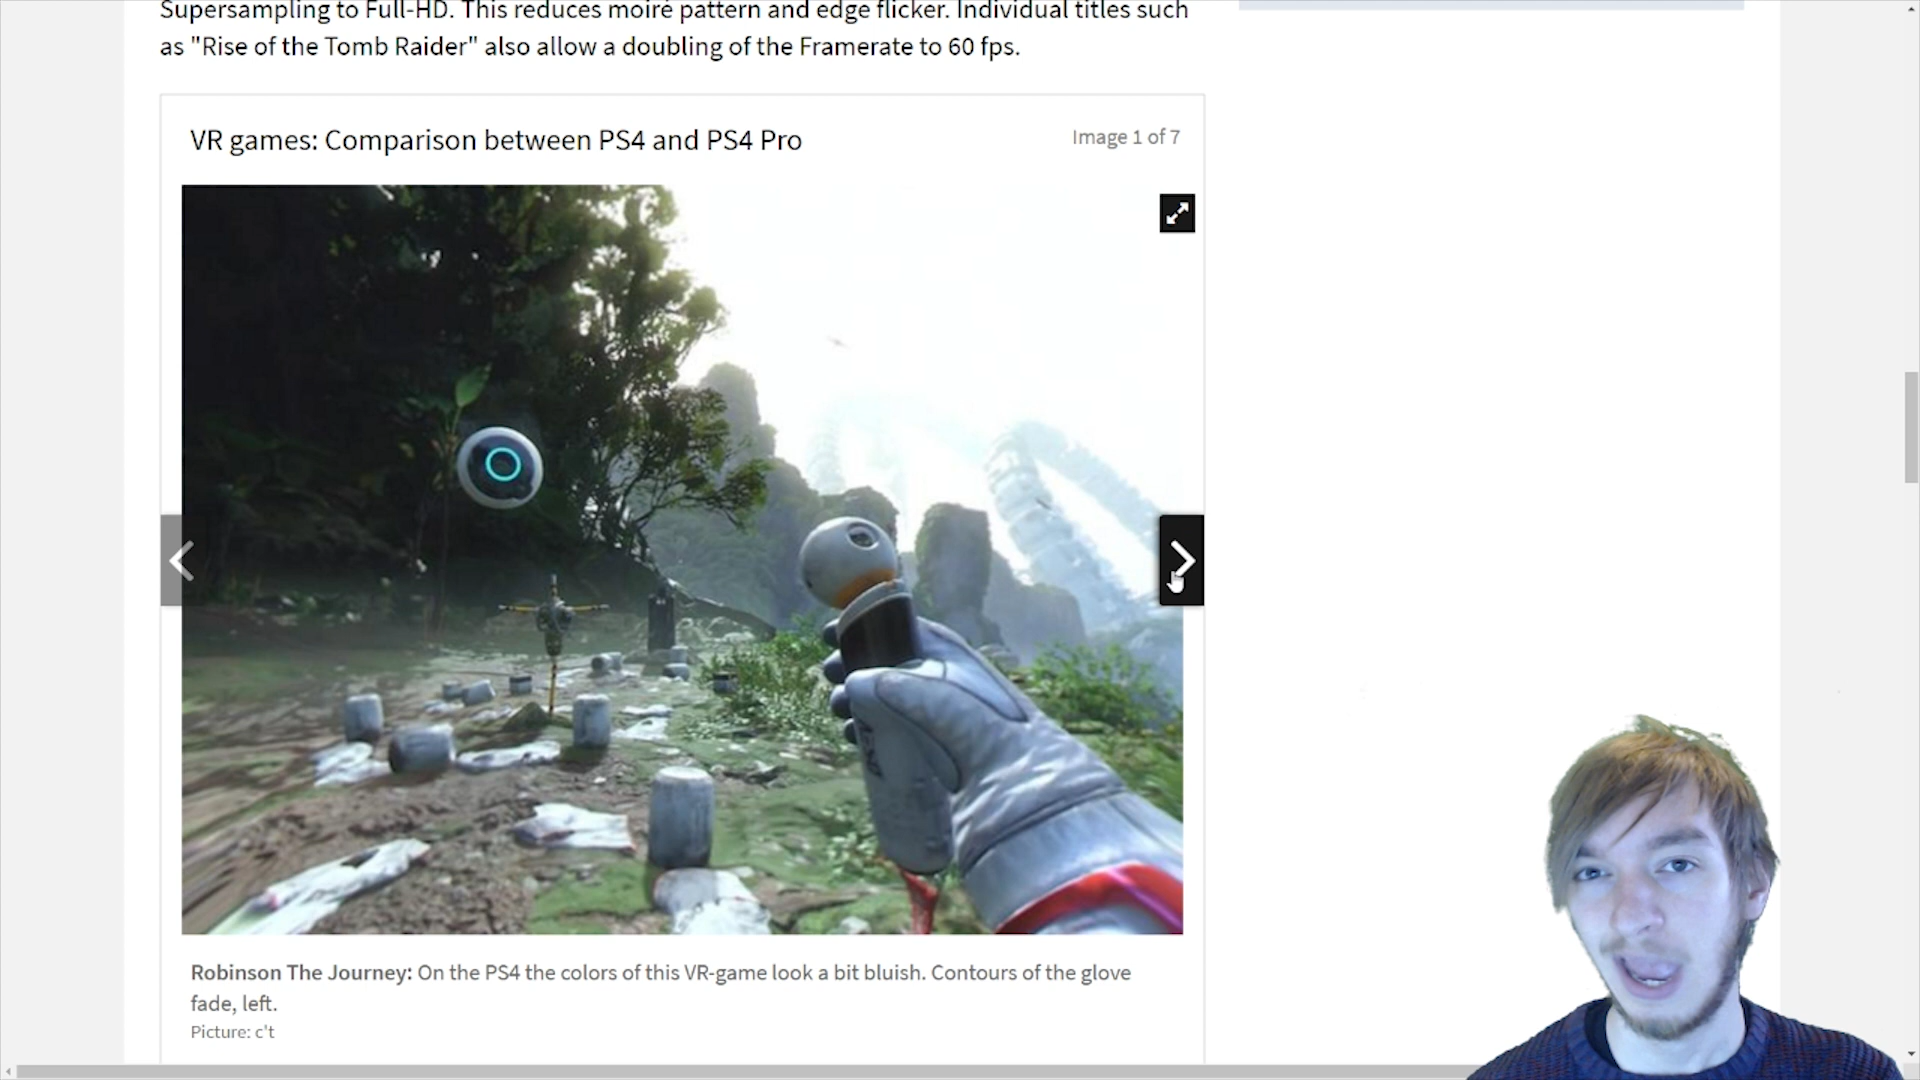 Supersampling to Full-HD. This reduces moiré pattern and edge flicker. Individual titles such
as "Rise of the Tomb Raider" also allow a doubling of the Framerate to 60 fps.
VR games: Comparison between PS4 and PS4 Pro
Image 1 of 7
Robinson The Journey: On the PS4 the colors of this VR-game look a bit bluish. Contours of the glove
fade, left.
Picture: c't